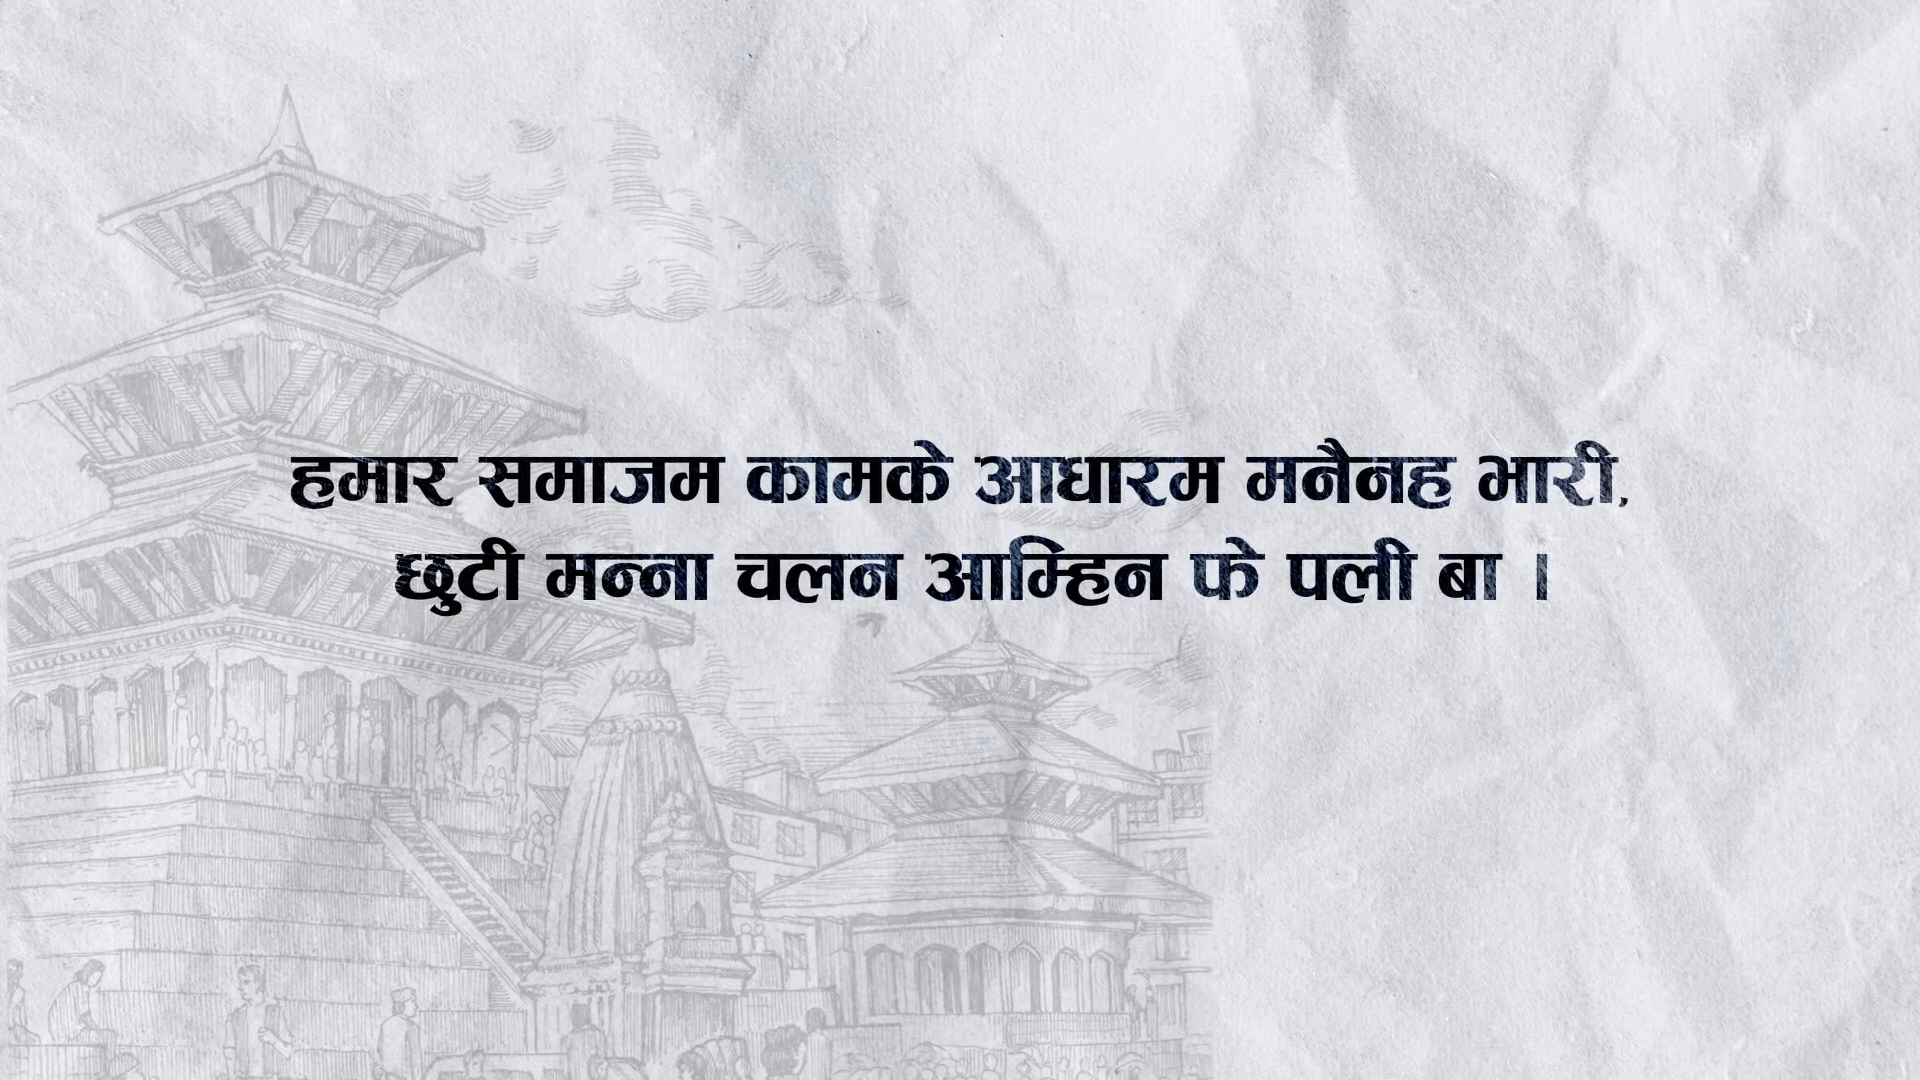 हमार समाजम कामके आधारम मनैनह भारी,
छुटी मन्ना चलन आम्हिन फे पली बा ।